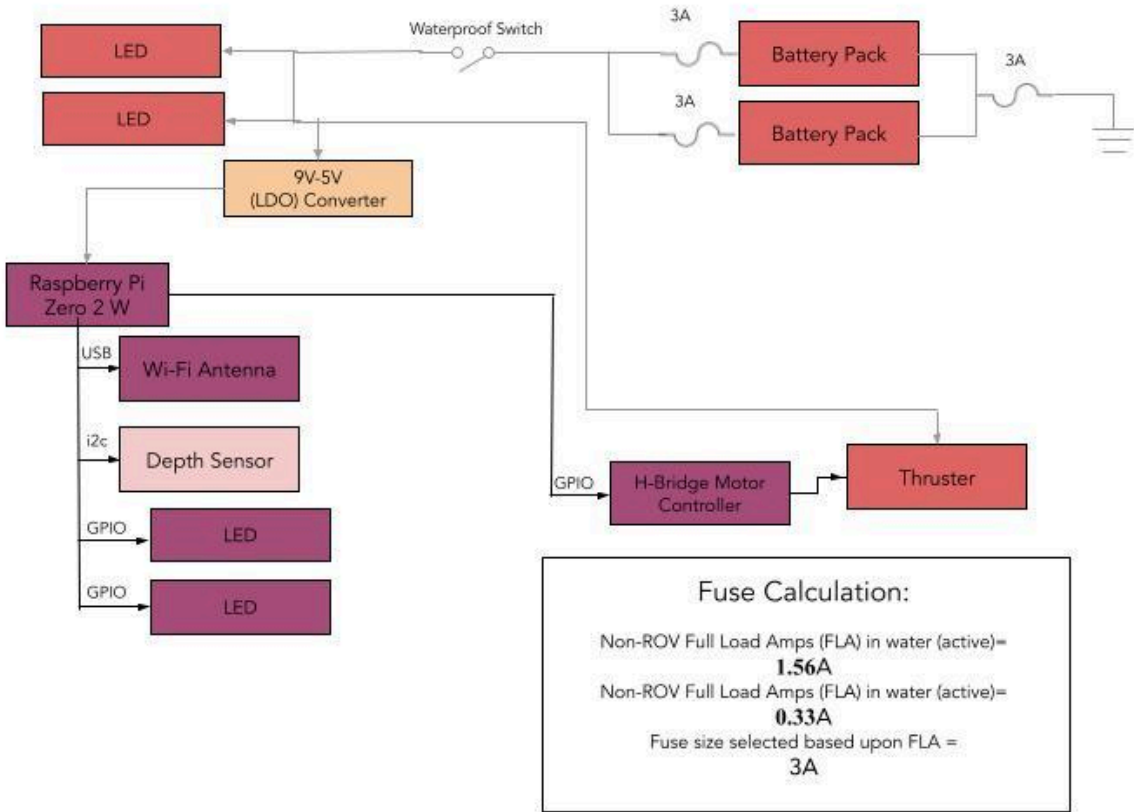 3A
Waterproof Switch
LED
Battery Pack
3A
3A
LED
Battery Pack
9V-5V
(LDO) Converter
Raspberry Pi
Zero 2 W
USB
Wi-Fi Antenna
i2c
Depth Sensor
GPIO
H-Bridge Motor
Controller
Thruster
GPIO
LED
GPIO
LED
Fuse Calculation:
Non-ROV Full Load Amps (FLA) in water (active)=
1.56A
Non-ROV Full Load Amps (FLA) in water (active)=
0.33A
Fuse size selected based upon FLA =
3A